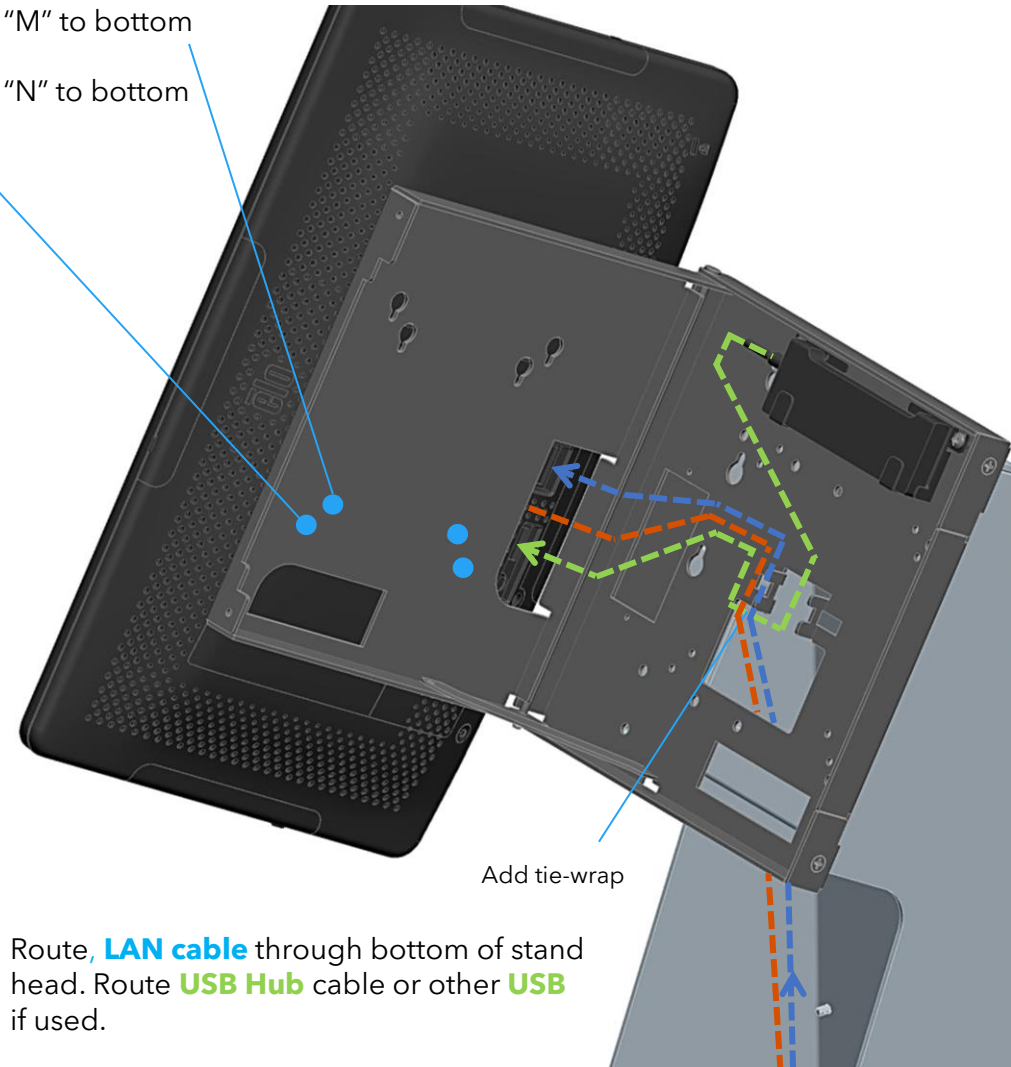 “M” to bottom
“N” to bottom
elo
Add tie-wrap
Route, LAN cable through bottom of stand
head. Route USB Hub cable or other USB
if used.